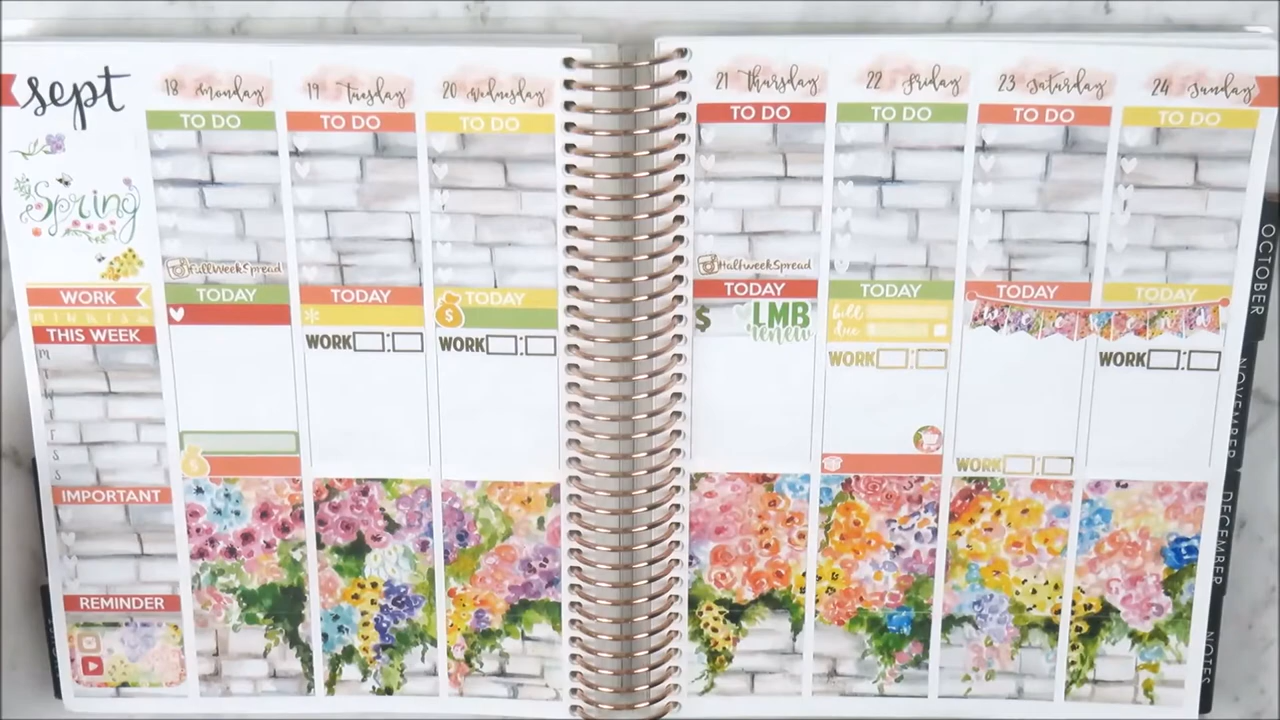 sept
18 Monday
19 Tuesday
20 Wednesday
21 Thursday
22 Friday
23 Saturday
24 Sunday
TO DO
TO DO
TO DO
TO DO
TO DO
TO DO
TO DO
Spring
FullWeekSpread
HalfweekSpread
WORK
THIS WEEK
M
T
W
T
F
S
S
IMPORTANT
REMINDER
TODAY
TODAY
TODAY
TODAY
TODAY
TODAY
TODAY
$
$
LMB
renew
bill
due
weekend
WORK :
WORK :
WORK :
WORK :
WORK :
$
OCTOBER
NOVEMBER
DECEMBER
NOTES